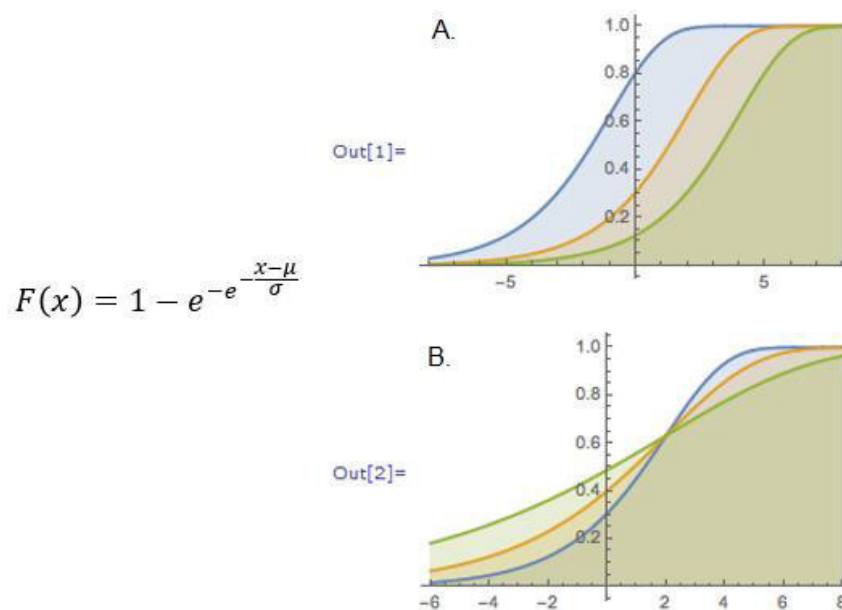 A.
1.0
0.8
0.6
0.4
0.2
-5
5
Out[1]=
F(x) = 1 − e^{-e^{-\frac{x-μ}{σ}}}
B.
1.0
0.8
0.6
0.4
0.2
-6 -4 -2 2 4 6 8
Out[2]=